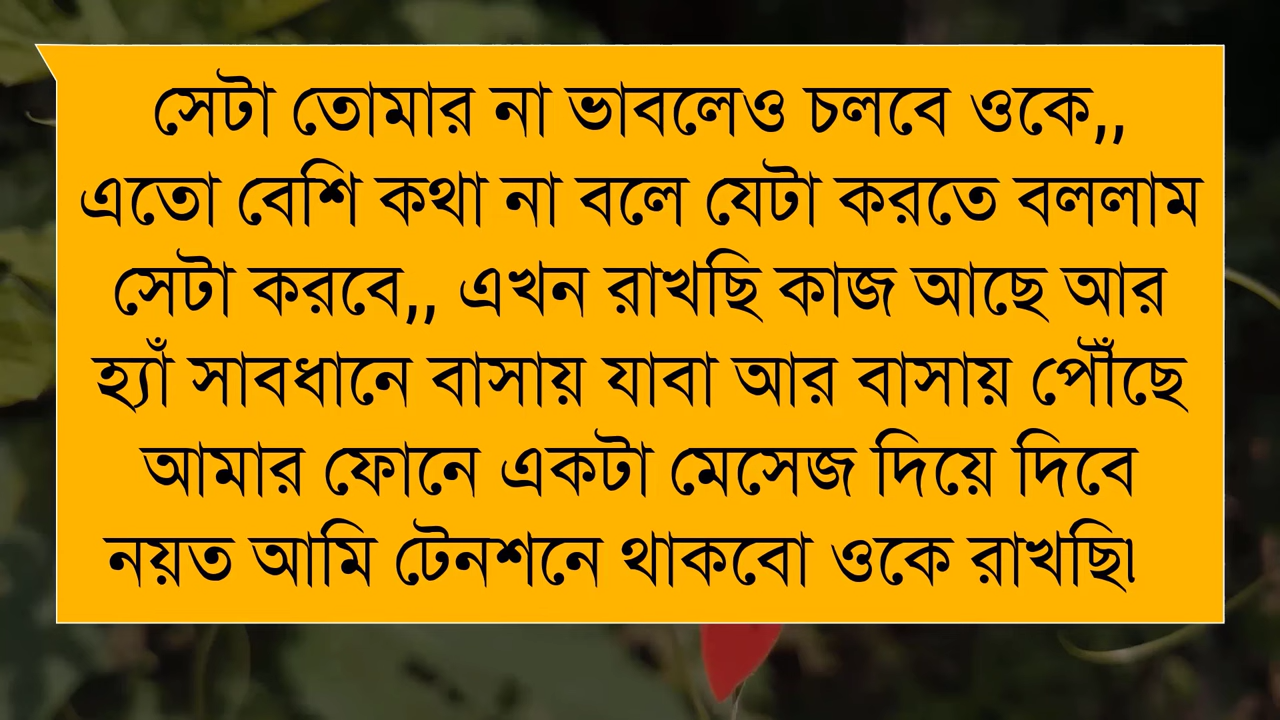 সেটা তোমার না ভাবলেও চলবে ওকে,,
এতো বেশি কথা না বলে যেটা করতে বললাম
সেটা করবে,, এখন রাখছি কাজ আছে আর
হ্যাঁ সাবধানে বাসায় যাবা আর বাসায় পৌঁছে
আমার ফোনে একটা মেসেজ দিয়ে দিবে
নয়ত আমি টেনশনে থাকবো ওকে রাখছি৷